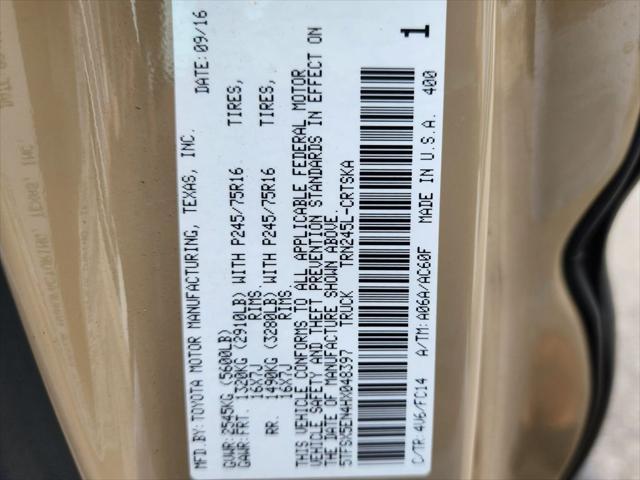 MFD.BY: TOYOTA MOTOR MANUFACTURING, TEXAS, INC. DATE: 09/16
GVWR: 2545KG (5600LB)
GAWR: FRT. 1320KG (2910LB) WITH P245/75R16 TIRES,
16X7J RIMS.
RR. 1490KG (3280LB) WITH P245/75R16 TIRES,
16X7J RIMS.
THIS VEHICLE CONFORMS TO ALL APPLICABLE FEDERAL MOTOR
VEHICLE SAFETY AND THEFT PREVENTION STANDARDS IN EFFECT ON
THE DATE OF MANUFACTURE SHOWN ABOVE.
5TFSX5EN4HX048397 TRUCK TRN245L-CRTSKA
C/TR: 4V6/FC14 A/TM: A06A/AC60F MADE IN U.S.A. 400
1